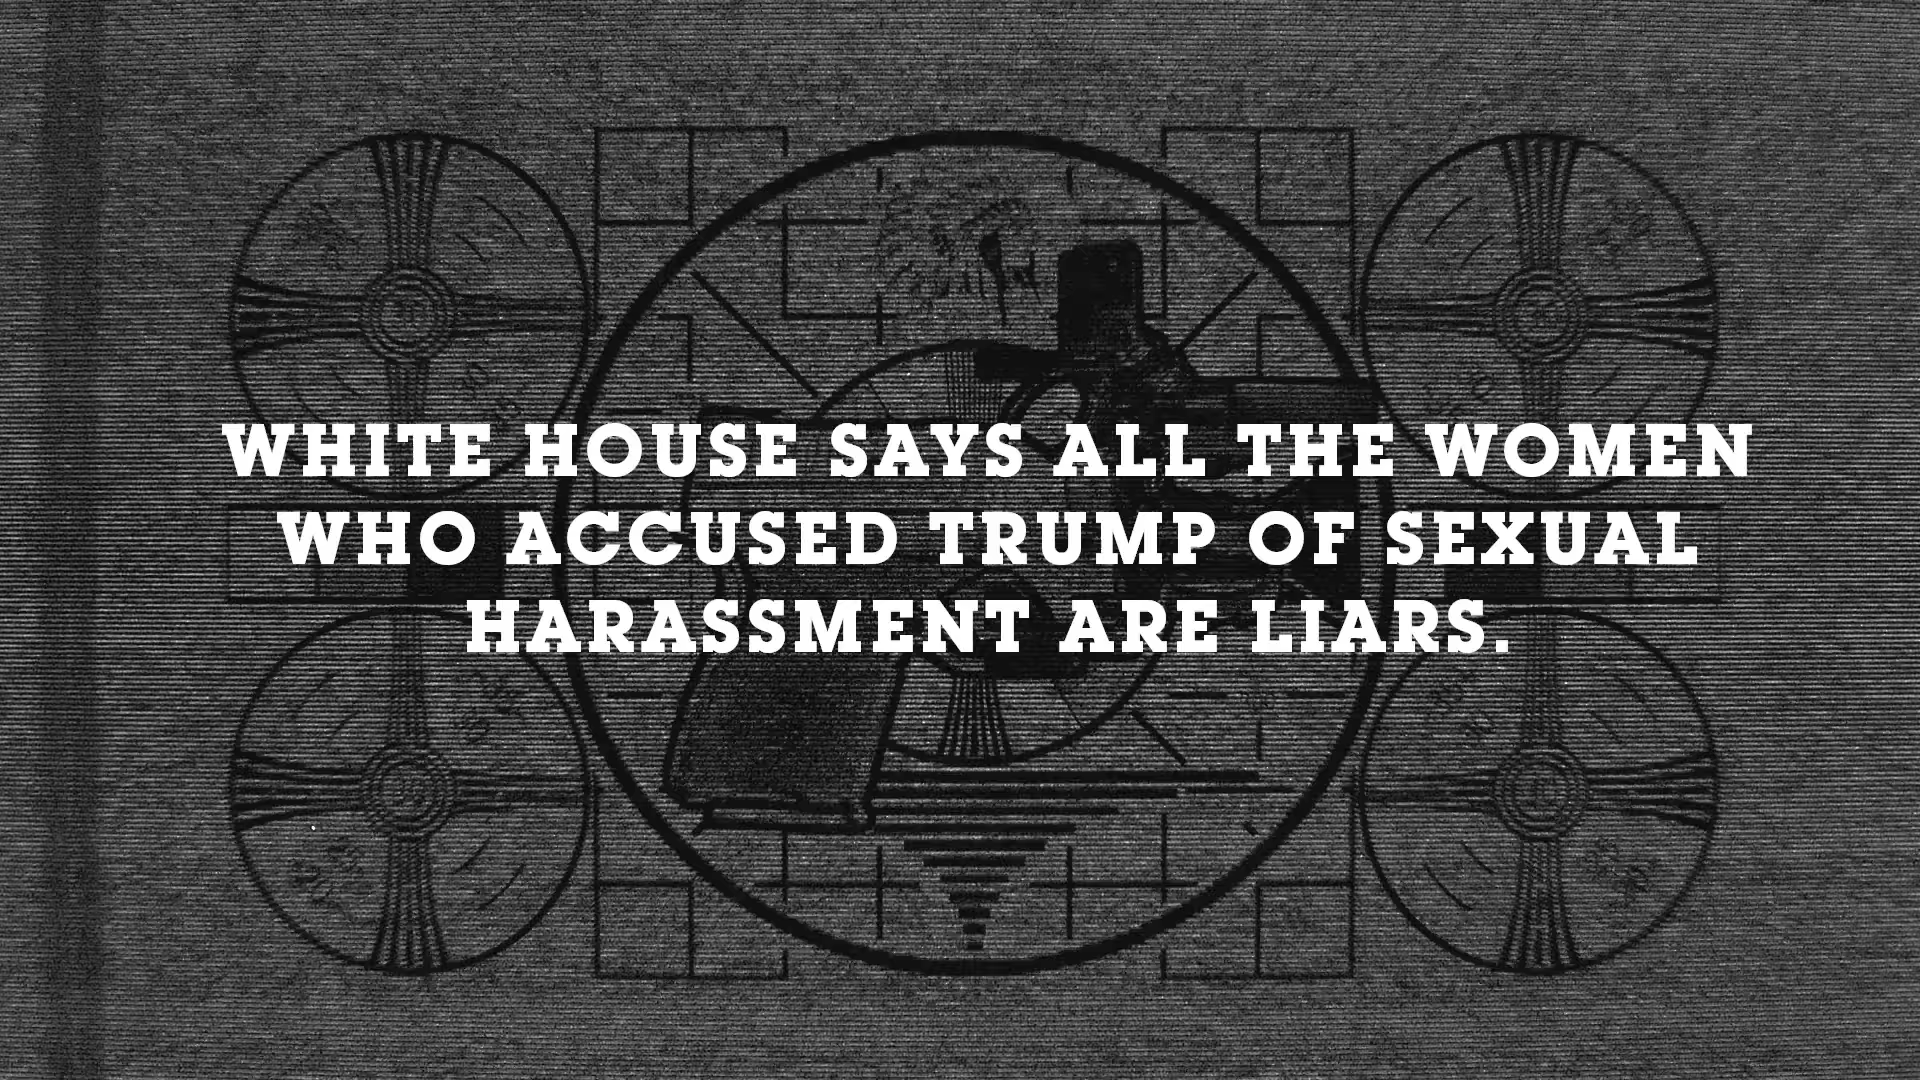 WHITE HOUSE SAYS ALL THE WOMEN
WHO ACCUSED TRUMP OF SEXUAL
HARASSMENT ARE LIARS.